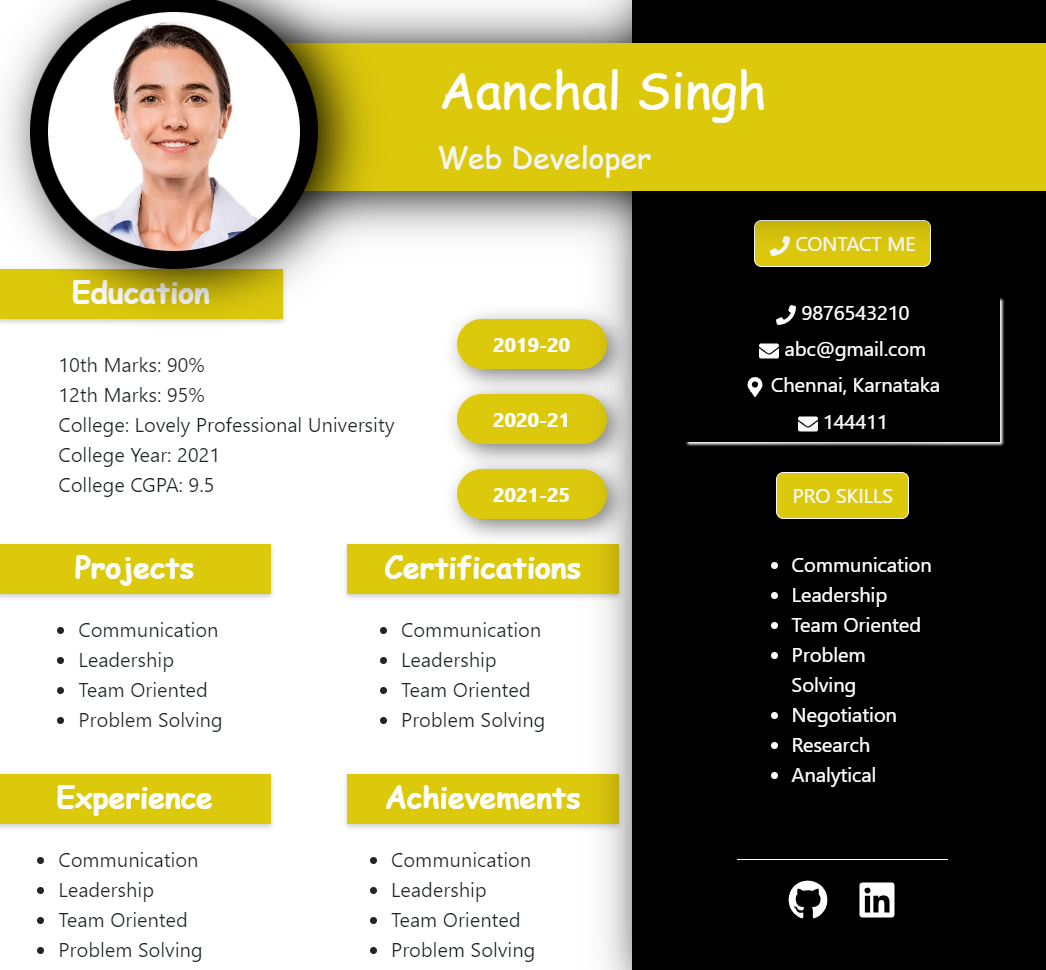 Aanchal Singh
Web Developer
Education
10th Marks: 90%
12th Marks: 95%
College: Lovely Professional University
College Year: 2021
College CGPA: 9.5
2019-20
2020-21
2021-25
Projects
Communication
Leadership
Team Oriented
Problem Solving
Certifications
Communication
Leadership
Team Oriented
Problem Solving
Experience
Communication
Leadership
Team Oriented
Problem Solving
Achievements
Communication
Leadership
Team Oriented
Problem Solving
CONTACT ME
9876543210
abc@gmail.com
Chennai, Karnataka
144411
PRO SKILLS
Communication
Leadership
Team Oriented
Problem
Solving
Negotiation
Research
Analytical
in